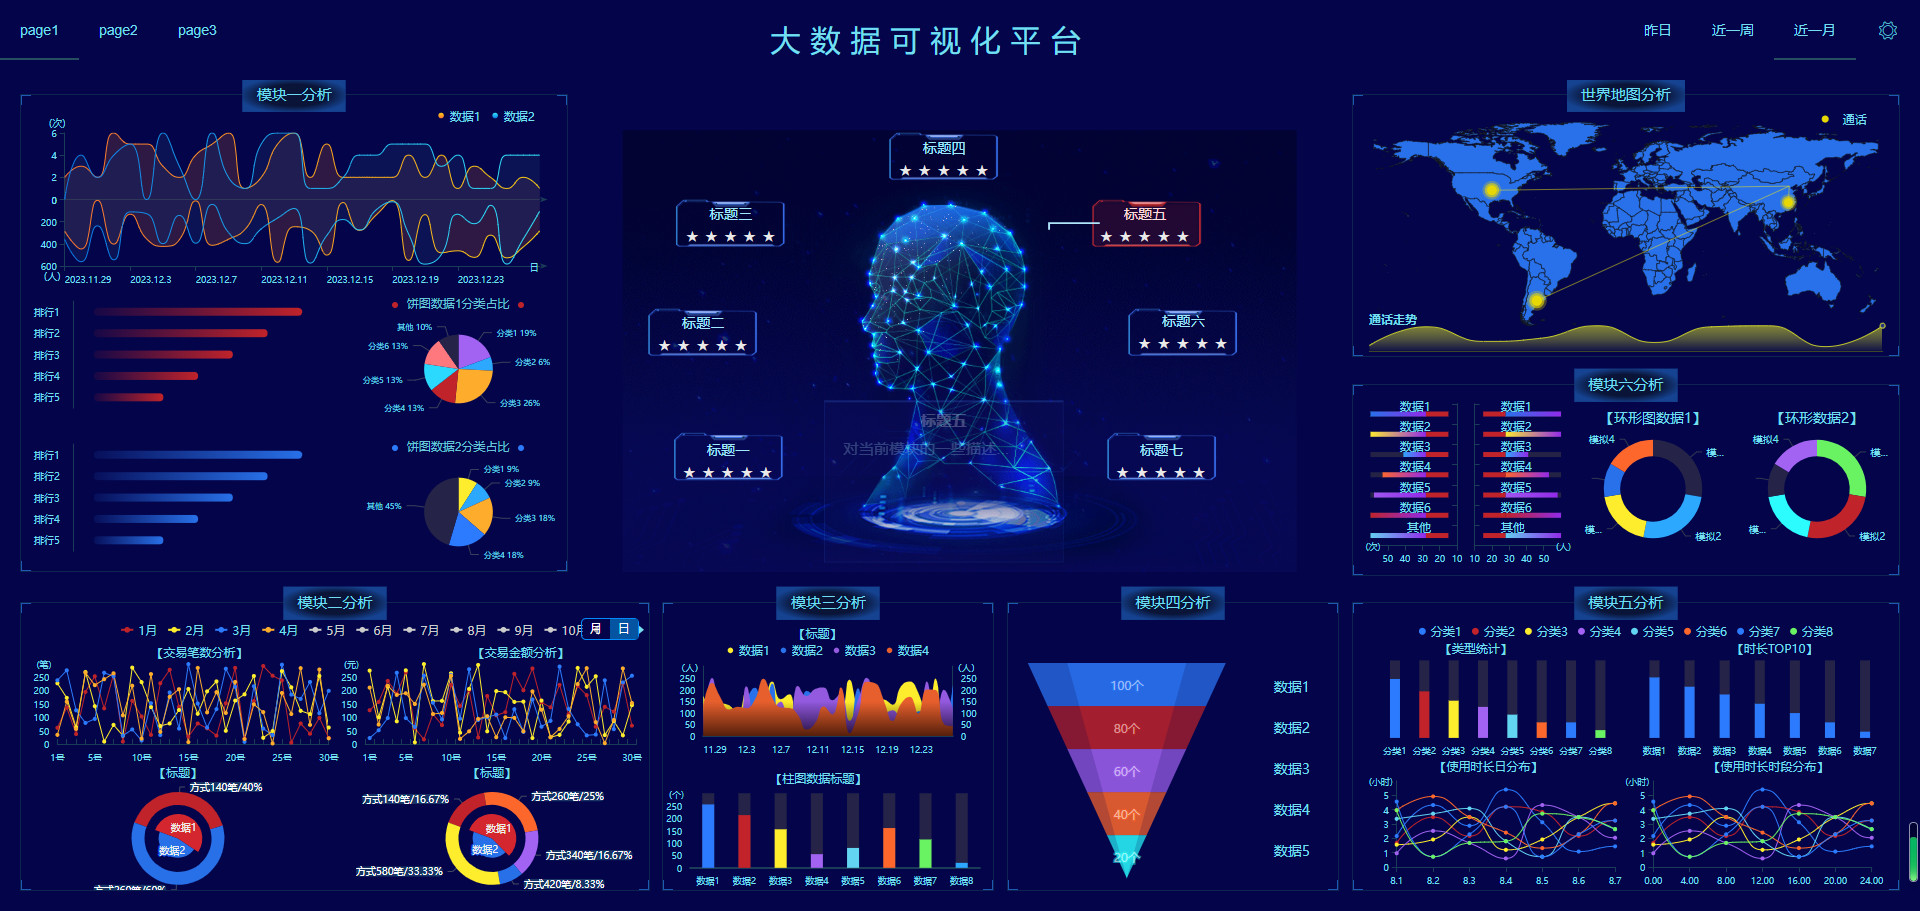 page1
page2
page3
大数据可视化平台
昨日
近一周
近一月
模块一分析
数据1
数据2
(次)
6
4
2
0
200
400
600
(人)
2023.11.29
2023.12.3
2023.12.7
2023.12.11
2023.12.15
2023.12.19
2023.12.23
日
排行1
排行2
排行3
排行4
排行5
饼图数据1分类占比
其他 10%
分类1 19%
分类6 13%
分类2 6%
分类5 13%
分类3 26%
分类4 13%
排行1
排行2
排行3
排行4
排行5
饼图数据2分类占比
分类1 9%
分类2 9%
其他 45%
分类3 18%
分类4 18%
标题四
★★★★★
标题三
★★★★★
标题五
★★★★★
标题二
★★★★★
标题六
★★★★★
标题一
★★★★★
标题七
★★★★★
标题五
对当前模块的一些描述...
世界地图分析
通话
通话走势
模块六分析
数据1
数据2
数据3
数据4
数据5
数据6
其他
(次)
50
40
30
20
10
数据1
数据2
数据3
数据4
数据5
数据6
其他
10
20
30
40
50
(人)
【环形图数据1】
模拟4
模...
模...
模拟2
【环形数据2】
模拟4
模...
模...
模拟2
模块二分析
1月
2月
3月
4月
5月
6月
7月
8月
9月
10月
月
日
【交易笔数分析】
(笔)
250
200
150
100
50
0
1号
5号
10号
15号
20号
25号
30号
【交易金额分析】
(元)
250
200
150
100
50
0
1号
5号
10号
15号
20号
25号
30号
【标题】
方式140笔/40%
数据1
数据2
方式260笔/60%
【标题】
方式140笔/16.67%
方式260笔/25%
数据1
数据2
方式340笔/16.67%
方式580笔/33.33%
方式420笔/8.33%
模块三分析
【标题】
数据1
数据2
数据3
数据4
(人)
250
200
150
100
50
0
(人)
250
200
150
100
50
0
11.29
12.3
12.7
12.11
12.15
12.19
12.23
【柱图数据标题】
(个)
250
200
150
100
50
0
数据1
数据2
数据3
数据4
数据5
数据6
数据7
数据8
模块四分析
100个
80个
60个
40个
20个
数据1
数据2
数据3
数据4
数据5
模块五分析
分类1
分类2
分类3
分类4
分类5
分类6
分类7
分类8
【类型统计】
分类1
分类2
分类3
分类4
分类5
分类6
分类7
分类8
【时长TOP10】
数据1
数据2
数据3
数据4
数据5
数据6
数据7
【使用时长日分布】
(小时)
5
4
3
2
1
0
8.1
8.2
8.3
8.4
8.5
8.6
8.7
【使用时长时段分布】
(小时)
5
4
3
2
1
0
0.00
4.00
8.00
12.00
16.00
20.00
24.00